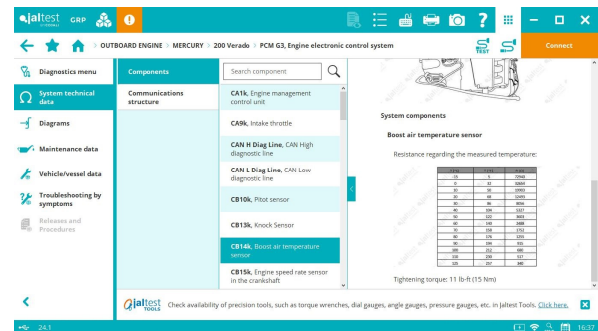 jaltest GRP
?
OUTBOARD ENGINE > MERCURY > 200 Verado > PCM G3, Engine electronic control system
TEST
Connect
Diagnostics menu
System technical data
Diagrams
Maintenance data
Vehicle/vessel data
Troubleshooting by symptoms
Releases and Procedures
Components
Communications structure
Search component
CA1k, Engine management control unit
CA9k, Intake throttle
CAN H Diag Line, CAN High diagnostic line
CAN L Diag Line, CAN Low diagnostic line
CB10k, Pitot sensor
CB13k, Knock Sensor
CB14k, Boost air temperature sensor
CB15k, Engine speed rate sensor in the crankshaft
System components
Boost air temperature sensor
Resistance regarding the measured temperature:
Tightening torque: 11 lb-ft (15 Nm)
jaltest TOOLS Check availability of precision tools, such as torque wrenches, dial gauges, angle gauges, pressure gauges, etc. in Jaltest Tools. Click here.
24.1
16:37